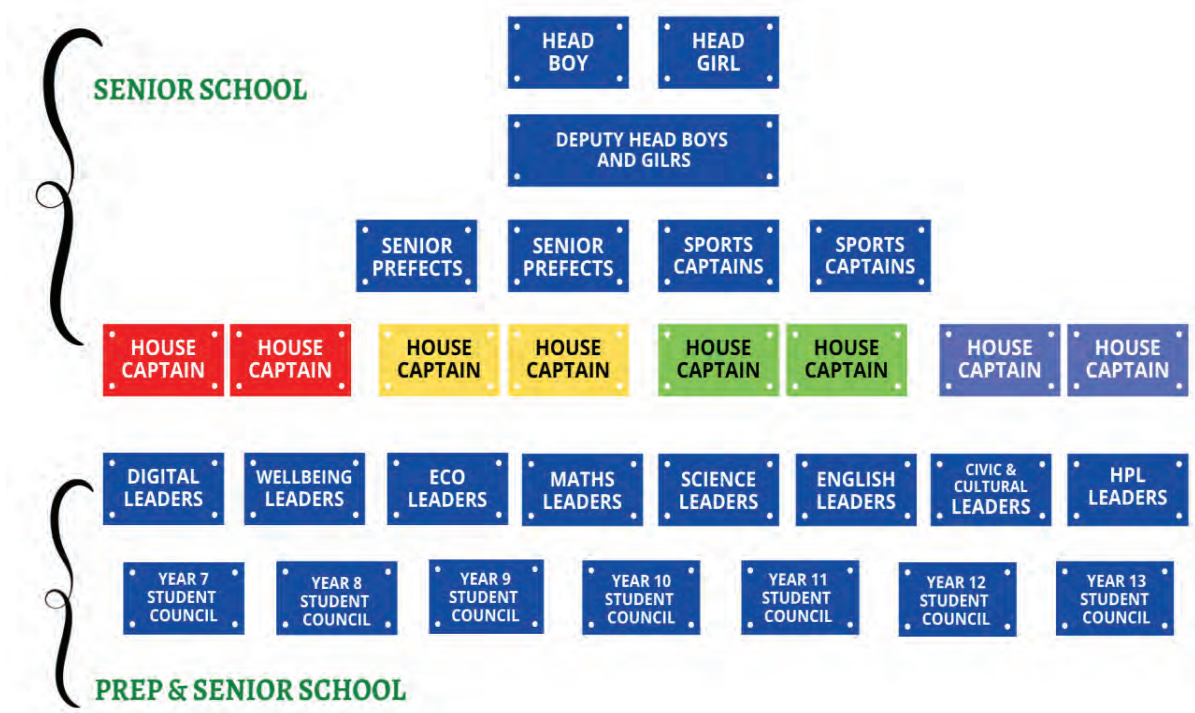 SENIOR SCHOOL
HEAD
BOY
HEAD
GIRL
DEPUTY HEAD BOYS
AND GILRS
SENIOR
PREFECTS
SENIOR
PREFECTS
SPORTS
CAPTAINS
SPORTS
CAPTAINS
HOUSE
CAPTAIN
HOUSE
CAPTAIN
HOUSE
CAPTAIN
HOUSE
CAPTAIN
HOUSE
CAPTAIN
HOUSE
CAPTAIN
HOUSE
CAPTAIN
HOUSE
CAPTAIN
DIGITAL
LEADERS
WELLBEING
LEADERS
ECO
LEADERS
MATHS
LEADERS
SCIENCE
LEADERS
ENGLISH
LEADERS
CIVIC &
CULTURAL
LEADERS
HPL
LEADERS
YEAR 7
STUDENT
COUNCIL
YEAR 8
STUDENT
COUNCIL
YEAR 9
STUDENT
COUNCIL
YEAR 10
STUDENT
COUNCIL
YEAR 11
STUDENT
COUNCIL
YEAR 12
STUDENT
COUNCIL
YEAR 13
STUDENT
COUNCIL
PREP & SENIOR SCHOOL